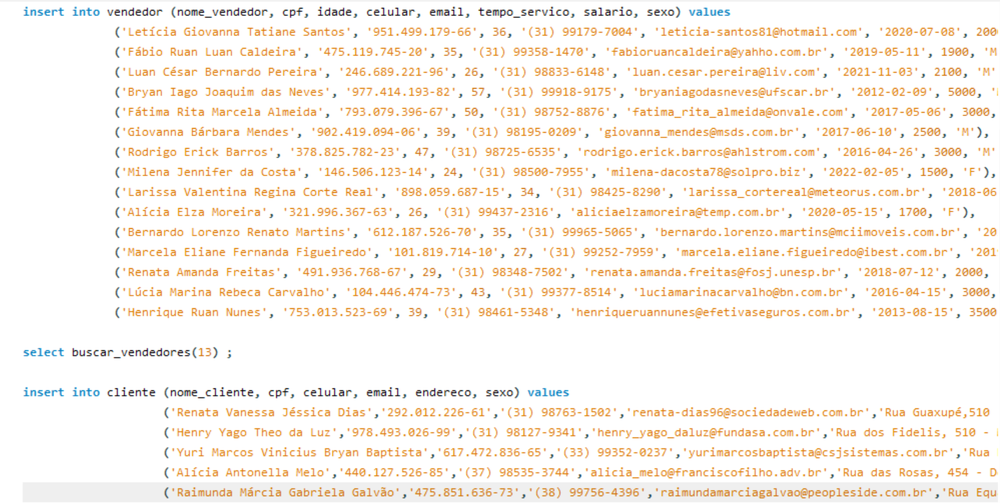 insert into vendedor (nome_vendedor, cpf, idade, celular, email, tempo_servico, salario, sexo) values
('Letícia Giovanna Tatiane Santos', '951.499.179-66', 36, '(31) 99179-7004', 'leticia-santos81@hotmail.com', '2020-07-08', 200
('Fábio Ruan Luan Caldeira', '475.119.745-20', 35, '(31) 99358-1470', 'fabioruancaldeira@yahho.com.br', '2019-05-11', 1900, 'M
('Luan César Bernardo Pereira', '246.689.221-96', 26, '(31) 98833-6148', 'luan.cesar.pereira@liv.com', '2021-11-03', 2100, 'M'
('Bryan Iago Joaquim das Neves', '977.414.193-82', 57, '(31) 99918-9175', 'bryaniagodasneves@ufscar.br', '2012-02-09', 5000, '
('Fátima Rita Marcela Almeida', '793.079.396-67', 50, '(31) 98752-8876', 'fatima_rita_almeida@onvale.com', '2017-05-06', 3000,
('Giovanna Bárbara Mendes', '902.419.094-06', 39, '(31) 98195-0209', 'giovanna_mendes@msds.com.br', '2017-06-10', 2500, 'M'),
('Rodrigo Erick Barros', '378.825.782-23', 47, '(31) 98725-6535', 'rodrigo.erick.barros@ahlstrom.com', '2016-04-26', 3000, 'M'
('Milena Jennifer da Costa', '146.506.123-14', 24, '(31) 98500-7955', 'milena-dacosta78@solpro.biz', '2022-02-05', 1500, 'F'),
('Larissa Valentina Regina Corte Real', '898.059.687-15', 34, '(31) 98425-8290', 'larissa_cortereal@meteorus.com.br', '2018-06
('Alícia Elza Moreira', '321.996.367-63', 26, '(31) 99437-2316', 'aliciaelzamoreira@temp.com.br', '2020-05-15', 1700, 'F'),
('Bernardo Lorenzo Renato Martins', '612.187.526-70', 35, '(31) 99965-5065', 'bernardo.lorenzo.martins@mciimoveis.com.br', '20
('Marcela Eliane Fernanda Figueiredo', '101.819.714-10', 27, '(31) 99252-7959', 'marcela.eliane.figueiredo@ibest.com.br', '201
('Renata Amanda Freitas', '491.936.768-67', 29, '(31) 98348-7502', 'renata.amanda.freitas@fosj.unesp.br', '2018-07-12', 2000,
('Lúcia Marina Rebeca Carvalho', '104.446.474-73', 43, '(31) 99377-8514', 'luciamarinacarvalho@bn.com.br', '2016-04-15', 3000,
('Henrique Ruan Nunes', '753.013.523-69', 39, '(31) 98461-5348', 'henriqueruannunes@efetivaseguros.com.br', '2013-08-15', 3500
select buscar_vendedores(13) ;
insert into cliente (nome_cliente, cpf, celular, email, endereco, sexo) values
('Renata Vanessa Jéssica Dias','292.012.226-61','(31) 98763-1502','renata-dias96@sociedadeweb.com.br','Rua Guaxupé,510
('Henry Yago Theo da Luz','978.493.026-99','(31) 98127-9341','henry_yago_daluz@fundasa.com.br','Rua dos Fidelis, 510 -
('Yuri Marcos Vinicius Bryan Baptista','617.472.836-65','(33) 99352-0237','yurimarcosbaptista@csjsistemas.com.br','Rua
('Alícia Antonella Melo','440.127.526-85','(37) 98535-3744','alicia_melo@franciscofilho.adv.br','Rua das Rosas, 454 - D
('Raimunda Márcia Gabriela Galvão','475.851.636-73','(38) 99756-4396','raimundamarciagalvao@peopleside.com.br','Rua Equ